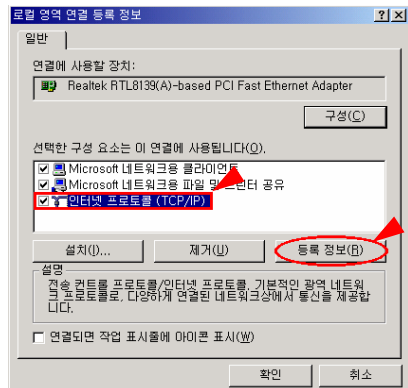 로컬 영역 연결 등록 정보
일반
연결에 사용할 장치:
Realtek RTL8139(A)-based PCI Fast Ethernet Adapter
구성(C)
선택한 구성 요소는 이 연결에 사용됩니다(O).
Microsoft 네트워크용 클라이언트
Microsoft 네트워크용 파일 및 프린터 공유
인터넷 프로토콜 (TCP/IP)
설치(I)... 제거(U) 등록 정보(R)
설명
전송 컨트롤 프로토콜/인터넷 프로토콜. 기본적인 광역 네트워
크 프로토콜로, 다양하게 연결된 네트워크상에서 통신을 제공합
니다.
연결되면 작업 표시줄에 아이콘 표시(W)
확인 취소